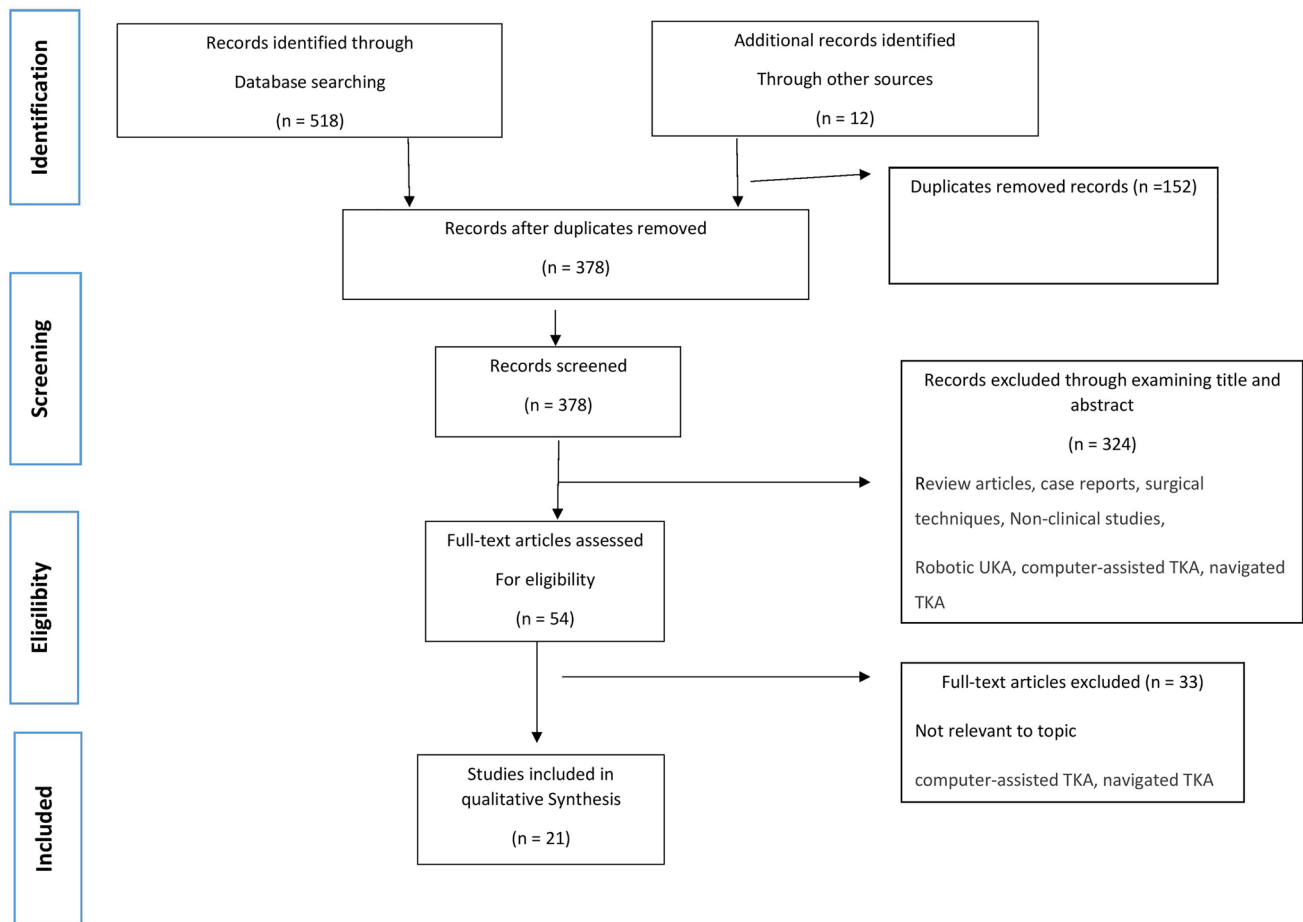 Identification
Records identified through
Database searching
(n = 518)
Additional records identified
Through other sources
(n = 12)
Duplicates removed records (n =152)
Records after duplicates removed
(n = 378)
Screening
Records screened
(n = 378)
Records excluded through examining title and
abstract
(n = 324)
Review articles, case reports, surgical
techniques, Non-clinical studies,
Robotic UKA, computer-assisted TKA, navigated
TKA
Eligilibity
Full-text articles assessed
For eligibility
(n = 54)
Full-text articles excluded (n = 33)
Not relevant to topic
computer-assisted TKA, navigated TKA
Included
Studies included in
qualitative Synthesis
(n = 21)